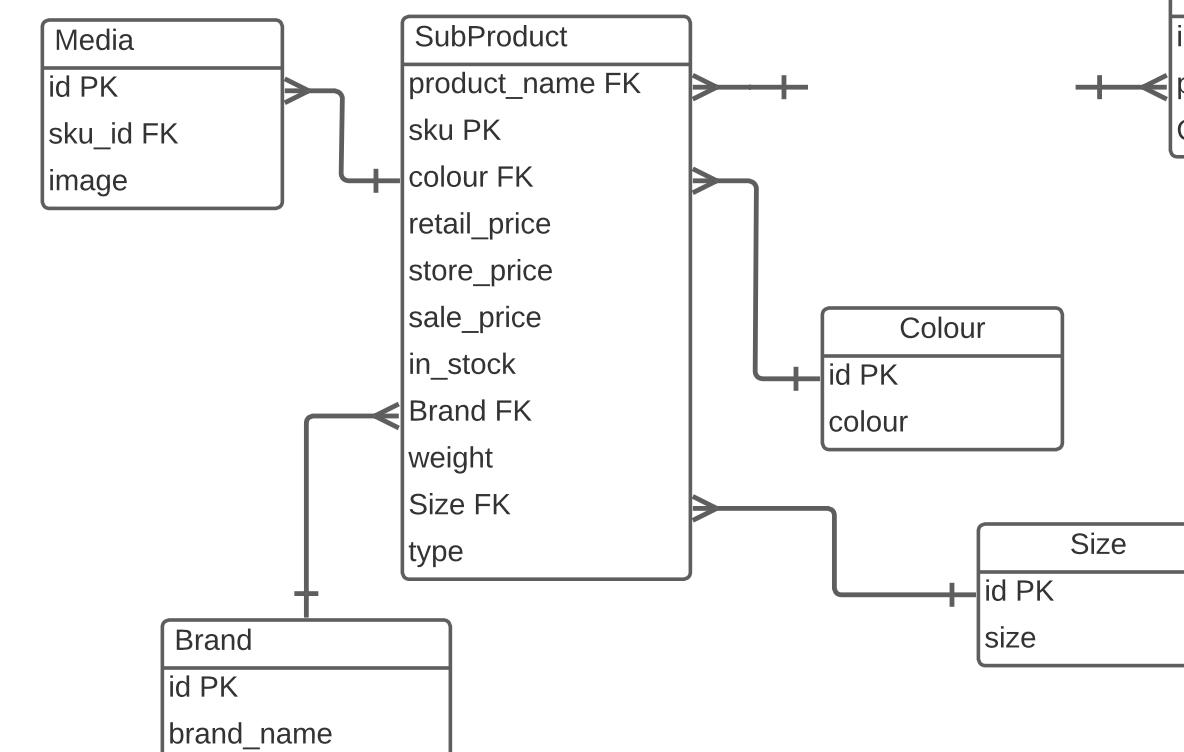 Media
id PK
sku_id FK
image
SubProduct
product_name FK
sku PK
colour FK
retail_price
store_price
sale_price
in_stock
Brand FK
weight
Size FK
type
Colour
id PK
colour
Size
id PK
size
Brand
id PK
brand_name